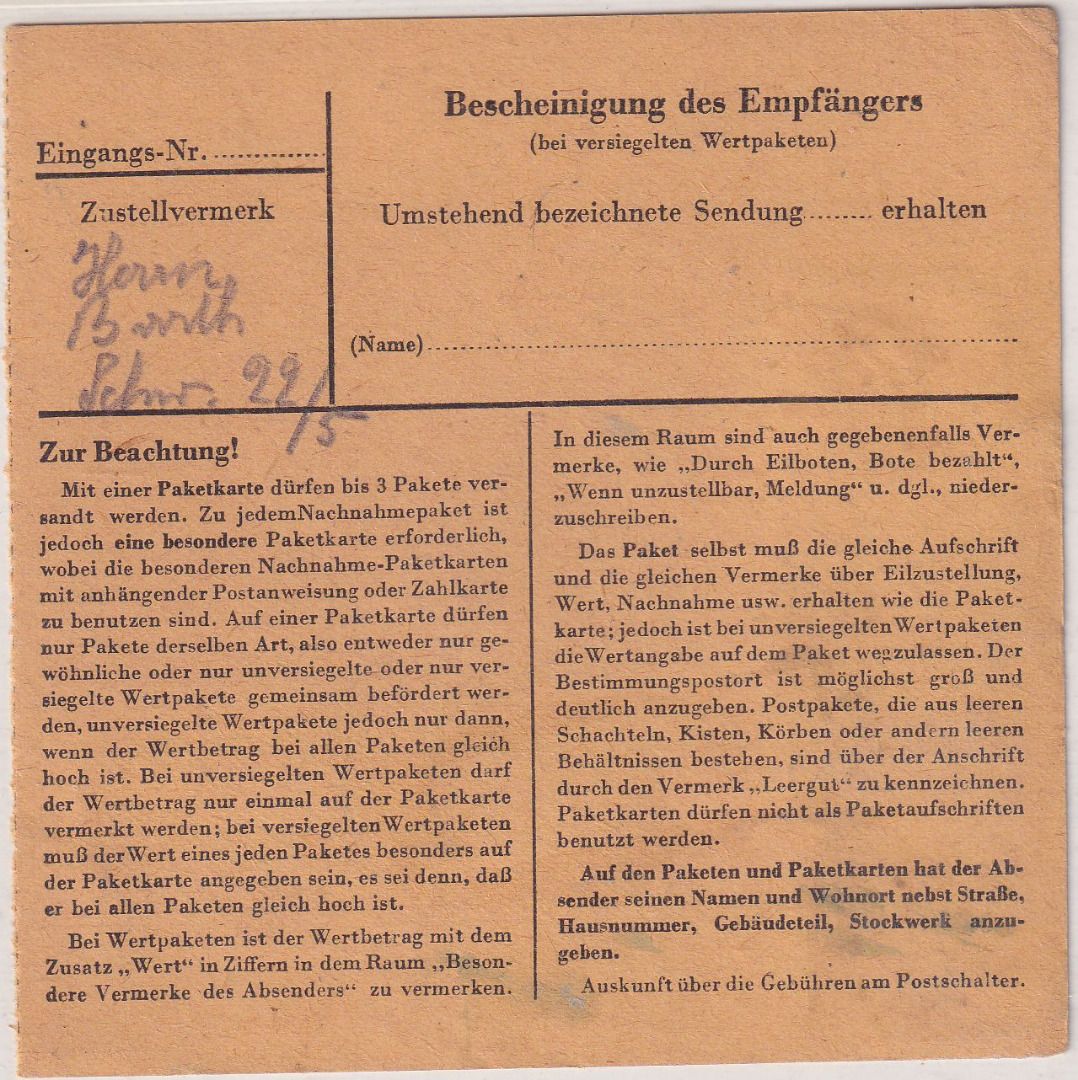 Eingangs-Nr. ..............
Zustellvermerk
Herrn
Barth
Schw. 22/5
Bescheinigung des Empfängers
(bei versiegelten Wertpaketen)
Umstehend bezeichnete Sendung........ erhalten
(Name)..............................................................
Zur Beachtung!
Mit einer Paketkarte dürfen bis 3 Pakete ver-
sandt werden. Zu jedem Nachnahmepaket ist
jedoch eine besondere Paketkarte erforderlich,
wobei die besonderen Nachnahme-Paketkarten
mit anhängender Postanweisung oder Zahlkarte
zu benutzen sind. Auf einer Paketkarte dürfen
nur Pakete derselben Art, also entweder nur ge-
wöhnliche oder nur unversiegelte oder nur ver-
siegelte Wertpakete gemeinsam befördert wer-
den, unversiegelte Wertpakete jedoch nur dann,
wenn der Wertbetrag bei allen Paketen gleich
hoch ist. Bei unversiegelten Wertpaketen darf
der Wertbetrag nur einmal auf der Paketkarte
vermerkt werden; bei versiegelten Wertpaketen
muß der Wert eines jeden Paketes besonders auf
der Paketkarte angegeben sein, es sei denn, daß
er bei allen Paketen gleich hoch ist.
Bei Wertpaketen ist der Wertbetrag mit dem
Zusatz „Wert“ in Ziffern in dem Raum „Beson-
dere Vermerke des Absenders“ zu vermerken.
In diesem Raum sind auch gegebenenfalls Ver-
merke, wie „Durch Eilboten, Bote bezahlt“,
„Wenn unzustellbar, Meldung“ u. dgl., nieder-
zuschreiben.
Das Paket selbst muß die gleiche Aufschrift
und die gleichen Vermerke über Eilzustellung,
Wert, Nachnahme usw. erhalten wie die Paket-
karte; jedoch ist bei unversiegelten Wertpaketen
die Wertangabe auf dem Paket wegzulassen. Der
Bestimmungspostort ist möglichst groß und
deutlich anzugeben. Postpakete, die aus leeren
Schachteln, Kisten, Körben oder andern leeren
Behältnissen bestehen, sind über der Anschrift
durch den Vermerk „Leergut“ zu kennzeichnen.
Paketkarten dürfen nicht als Paketaufschriften
benutzt werden.
Auf den Paketen und Paketkarten hat der Ab-
sender seinen Namen und Wohnort nebst Straße,
Hausnummer, Gebäudeteil, Stockwerk anzu-
geben.
Auskunft über die Gebühren am Postschalter.